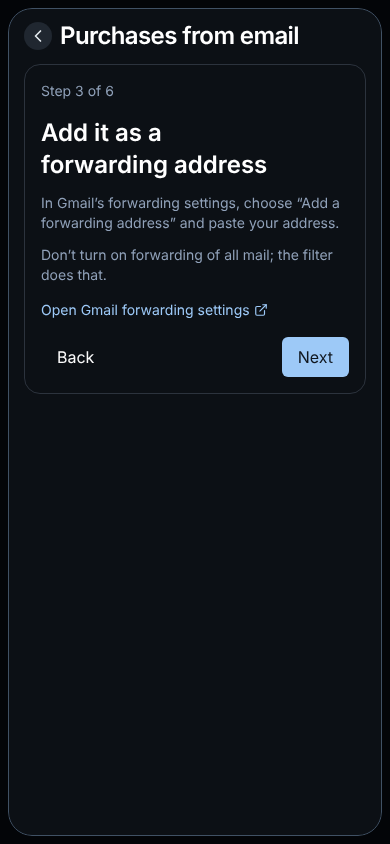 Purchases from email
Step 3 of 6
Add it as a
forwarding address
In Gmail’s forwarding settings, choose “Add a
forwarding address” and paste your address.
Don’t turn on forwarding of all mail; the filter
does that.
Open Gmail forwarding settings
Back
Next